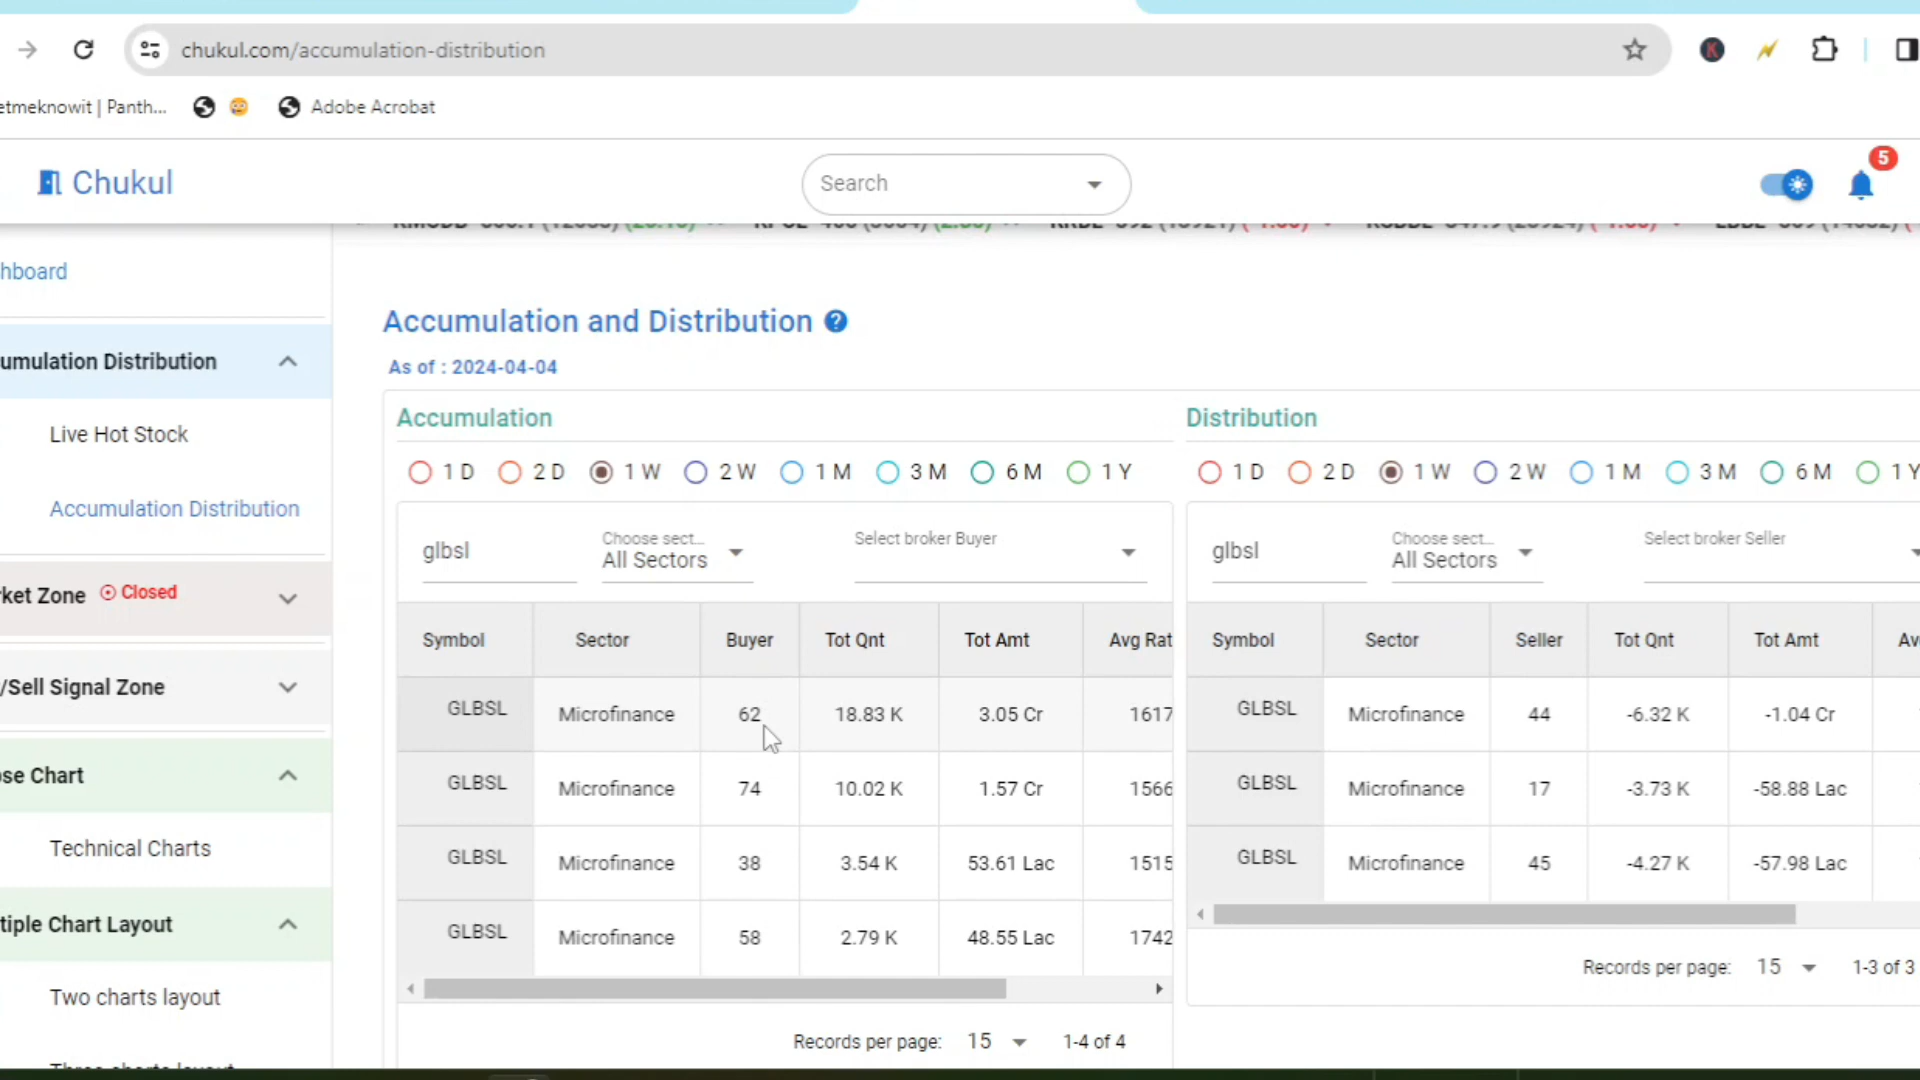 chukul.com/accumulation-distribution
etmeknowit | Panth... Adobe Acrobat
Chukul
Search
5
hboard
Accumulation and Distribution ?
umulation Distribution
As of : 2024-04-04
Accumulation
Distribution
Live Hot Stock
1 D 2 D 1 W 2 W 1 M 3 M 6 M 1 Y
1 D 2 D 1 W 2 W 1 M 3 M 6 M 1 Y
Accumulation Distribution
glbsl Choose sect... All Sectors Select broker Buyer
glbsl Choose sect... All Sectors Select broker Seller
ket Zone Closed
Symbol Sector Buyer Tot Qnt Tot Amt Avg Rat
Symbol Sector Seller Tot Qnt Tot Amt Av
/Sell Signal Zone
GLBSL Microfinance 62 18.83 K 3.05 Cr 1617
GLBSL Microfinance 44 -6.32 K -1.04 Cr
se Chart
GLBSL Microfinance 74 10.02 K 1.57 Cr 1566
GLBSL Microfinance 17 -3.73 K -58.88 Lac
Technical Charts
GLBSL Microfinance 38 3.54 K 53.61 Lac 1515
GLBSL Microfinance 45 -4.27 K -57.98 Lac
tiple Chart Layout
GLBSL Microfinance 58 2.79 K 48.55 Lac 1742
Records per page: 15 1-3 of 3
Two charts layout
Records per page: 15 1-4 of 4